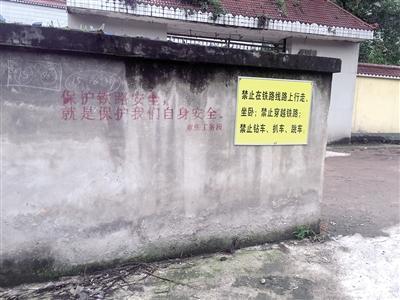 保护铁路安全，
就是保护我们自身安全。
禁止在铁路线路上行走、
坐卧；禁止穿越铁路；
禁止钻车、扒车、跳车。